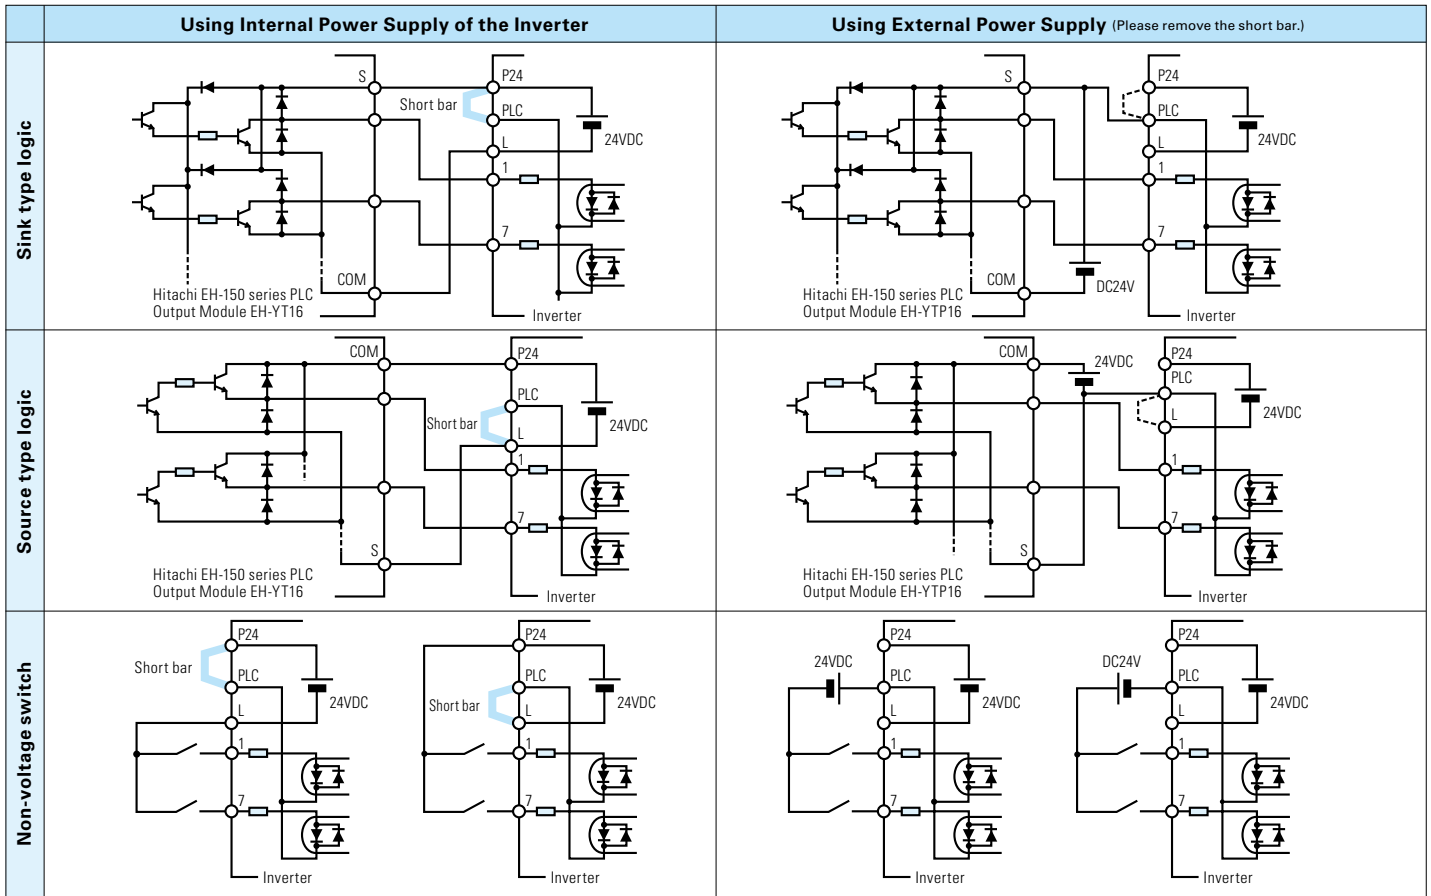 Using Internal Power Supply of the Inverter
Using External Power Supply (Please remove the short bar.)
Sink type logic
S
P24
Short bar
PLC
24VDC
L
1
7
COM
Hitachi EH-150 series PLC
Output Module EH-YT16
Inverter
S
P24
PLC
24VDC
L
1
7
COM
DC24V
Hitachi EH-150 series PLC
Output Module EH-YTP16
Inverter
Source type logic
COM
P24
PLC
Short bar
24VDC
L
1
7
S
Hitachi EH-150 series PLC
Output Module EH-YT16
Inverter
COM
24VDC
P24
PLC
L
24VDC
1
7
S
Hitachi EH-150 series PLC
Output Module EH-YTP16
Inverter
Non-voltage switch
P24
Short bar
PLC
24VDC
L
1
7
Inverter
P24
PLC
Short bar
24VDC
L
1
7
Inverter
P24
24VDC
PLC
24VDC
L
1
7
Inverter
P24
DC24V
PLC
24VDC
L
1
7
Inverter